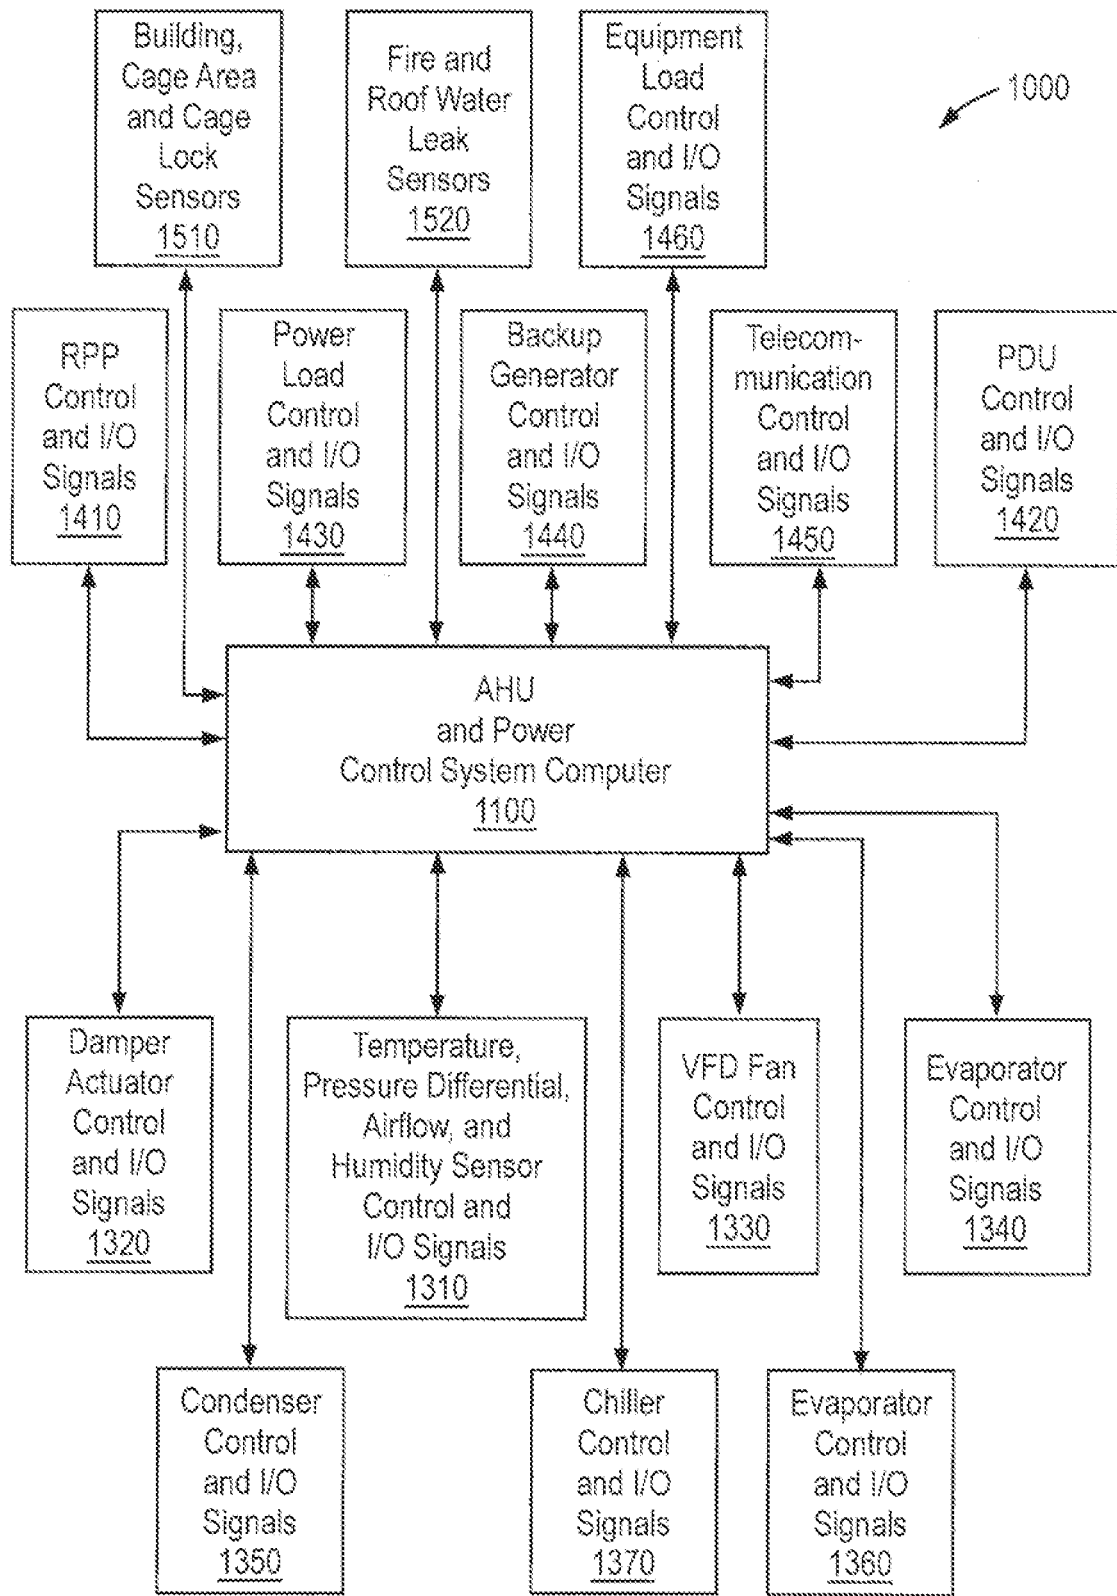 Building,
Cage Area
and Cage
Lock
Sensors
1510
Fire and
Roof Water
Leak
Sensors
1520
Equipment
Load
Control
and I/O
Signals
1460
1000
RPP
Control
and I/O
Signals
1410
Power
Load
Control
and I/O
Signals
1430
Backup
Generator
Control
and I/O
Signals
1440
Telecom-
munication
Control
and I/O
Signals
1450
PDU
Control
and I/O
Signals
1420
AHU
and Power
Control System Computer
1100
Damper
Actuator
Control
and I/O
Signals
1320
Temperature,
Pressure Differential,
Airflow, and
Humidity Sensor
Control and
I/O Signals
1310
VFD Fan
Control
and I/O
Signals
1330
Evaporator
Control
and I/O
Signals
1340
Condenser
Control
and I/O
Signals
1350
Chiller
Control
and I/O
Signals
1370
Evaporator
Control
and I/O
Signals
1360